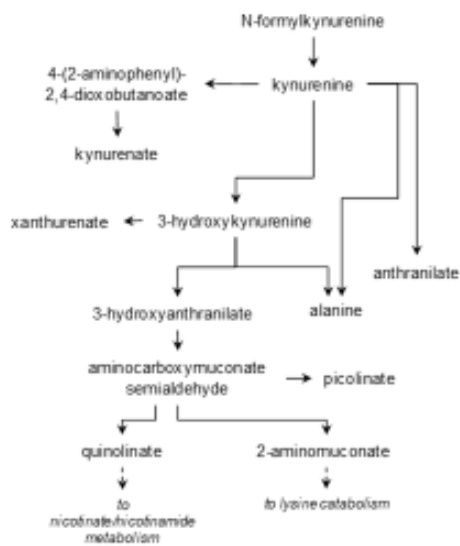 N-formylkynurenine
4-(2-aminophenyl)-
2,4-dioxobutanoate
kynurenine
kynurenate
xanthurenate
3-hydroxykynurenine
anthranilate
3-hydroxyanthranilate
alanine
aminocarboxymuconate
semialdehyde
picolinate
quinolinate
2-aminomuconate
to
nicotinate/nicotinamide
metabolism
to lysine catabolism